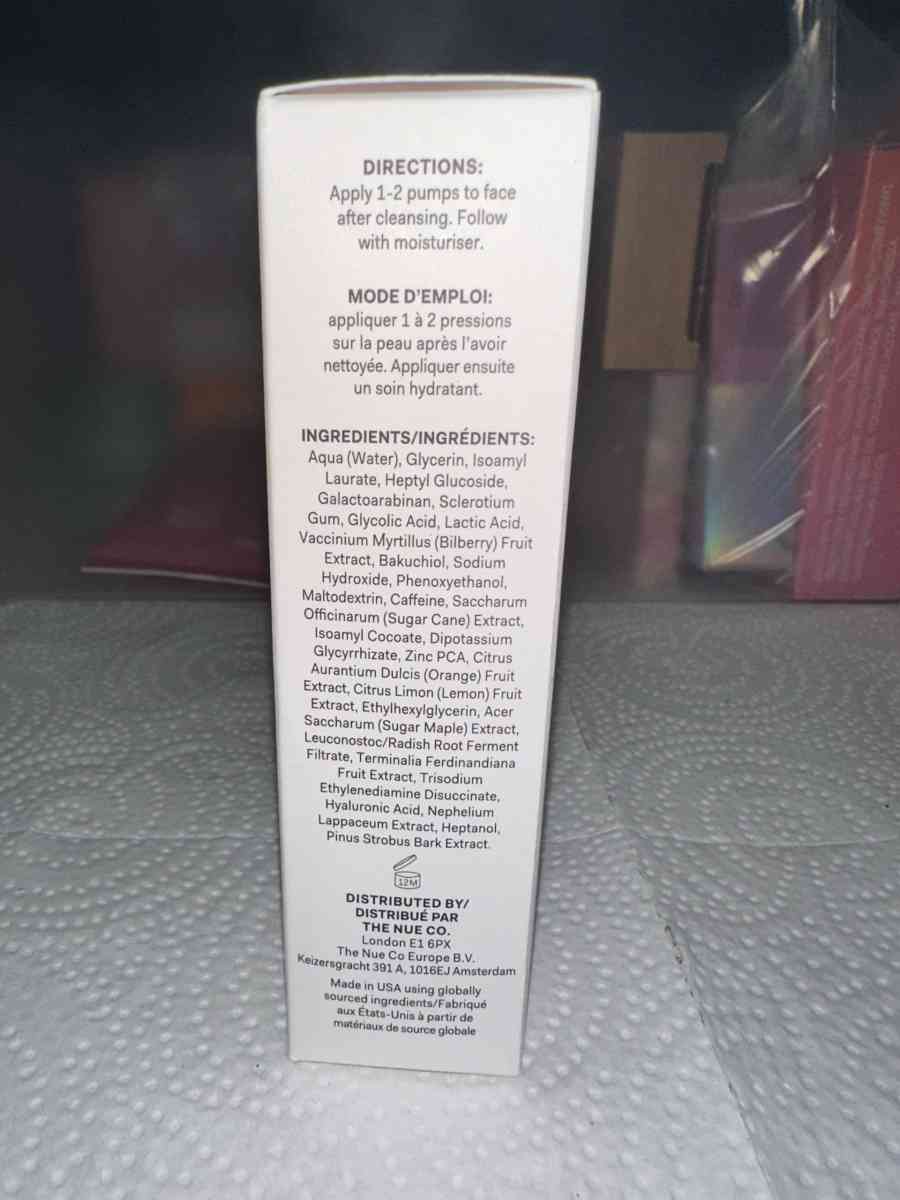 DIRECTIONS:
Apply 1-2 pumps to face
after cleansing. Follow
with moisturiser.
MODE D'EMPLOI:
appliquer 1 à 2 pressions
sur la peau après l'avoir
nettoyée. Appliquer ensuite
un soin hydratant.
INGREDIENTS/INGRÉDIENTS:
Aqua (Water), Glycerin, Isoamyl
Laurate, Heptyl Glucoside,
Galactoarabinan, Sclerotium
Gum, Glycolic Acid, Lactic Acid,
Vaccinium Myrtillus (Bilberry) Fruit
Extract, Bakuchiol, Sodium
Hydroxide, Phenoxyethanol,
Maltodextrin, Caffeine, Saccharum
Officinarum (Sugar Cane) Extract,
Isoamyl Cocoate, Dipotassium
Glycyrrhizate, Zinc PCA, Citrus
Aurantium Dulcis (Orange) Fruit
Extract, Citrus Limon (Lemon) Fruit
Extract, Ethylhexylglycerin, Acer
Saccharum (Sugar Maple) Extract,
Leuconostoc/Radish Root Ferment
Filtrate, Terminalia Ferdinandiana
Fruit Extract, Trisodium
Ethylenediamine Disuccinate,
Hyaluronic Acid, Nephelium
Lappaceum Extract, Heptanol,
Pinus Strobus Bark Extract.
12M
DISTRIBUTED BY/
DISTRIBUÉ PAR
THE NUE CO.
London E1 6PX
The Nue Co Europe B.V.
Keizersgracht 391 A, 1016EJ Amsterdam
Made in USA using globally
sourced ingredients/Fabriqué
aux États-Unis à partir de
matériaux de source globale